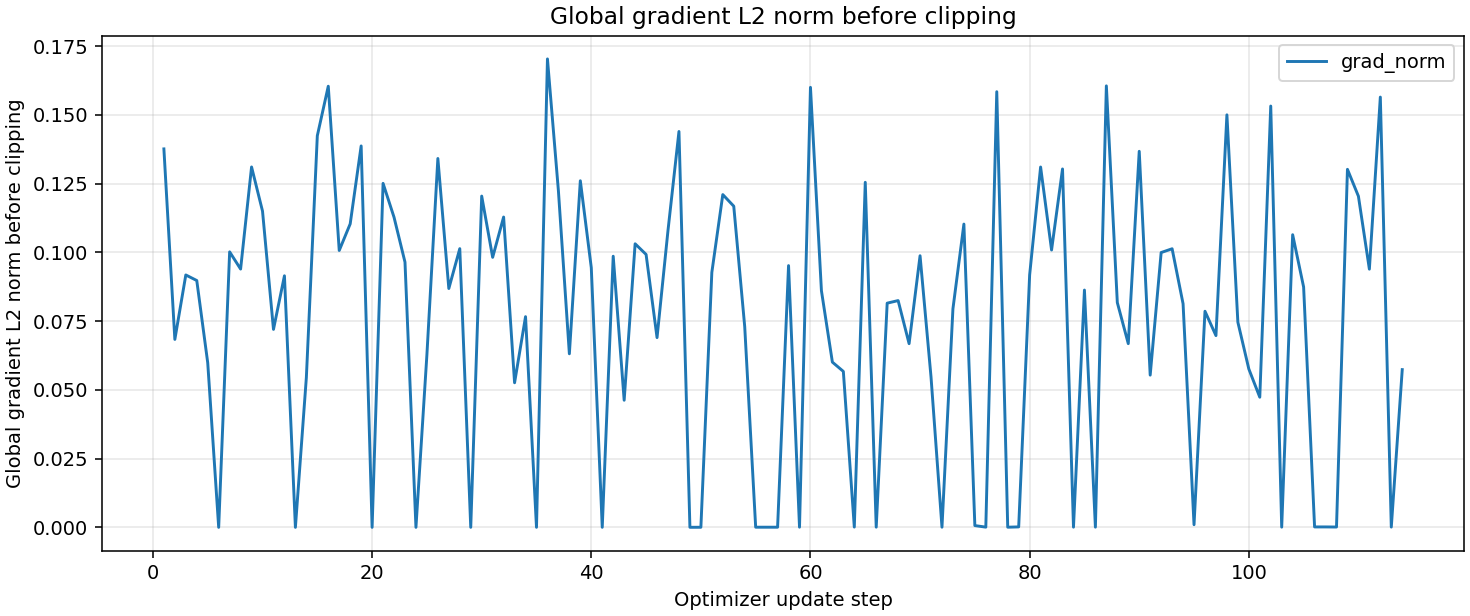 Global gradient L2 norm before clipping
grad_norm
Global gradient L2 norm before clipping
0.175
0.150
0.125
0.100
0.075
0.050
0.025
0.000
0 20 40 60 80 100
Optimizer update step